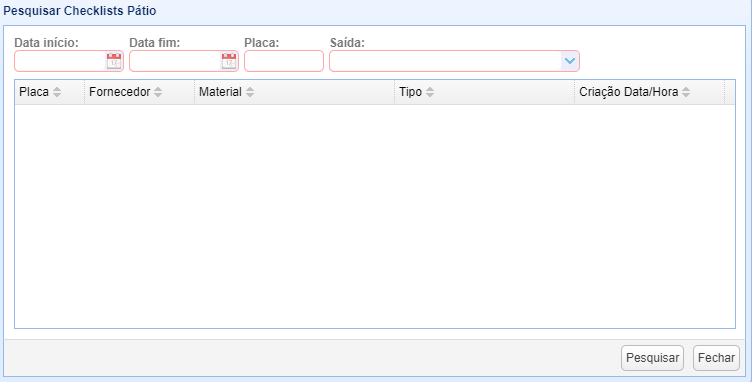 Pesquisar Checklists Pátio
Data início: Data fim: Placa: Saída:
Placa Fornecedor Material Tipo Criação Data/Hora
Pesquisar Fechar